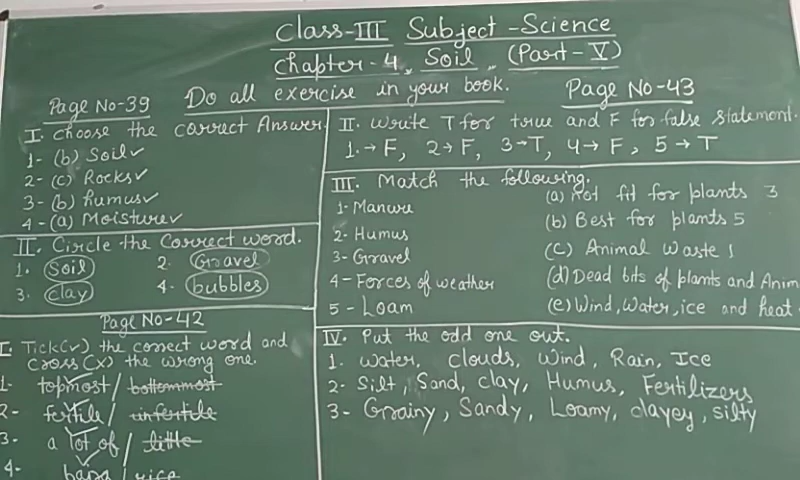 Class-III Subject-Science
Chapter-4, Soil, (Part-V)
Do all exercise in your book.
Page No-39
I. Choose the correct Answer.
1- (b) Soil✓
2- (c) Rocks✓
3- (b) humus✓
4- (a) Moisture✓
II. Circle the Correct word.
1. Soil 2. Gravel
3. clay 4. bubbles
Page No-42
I. Tick(✓) the correct word and
cross(X) the wrong one.
1- topmost / bottommost
2- fertile / infertile
3- a lot of / little
4-
Page No-43
II. Write T for true and F for false statement.
1.→ F, 2→ F, 3→T, 4→ F, 5→ T
III. Match the following.
1- Manure (a) Not fit for plants 3
2- Humus (b) Best for plants 5
3- Gravel (c) Animal Waste 1
4- Forces of weather (d) Dead bits of plants and Anim
5- Loam (e) Wind, Water, ice and heat
IV. Put the odd one out.
1. Water, clouds, Wind, Rain, Ice
2- Silt, Sand, clay, Humus, Fertilizers
3- Grainy, Sandy, Loamy, clayey, silty